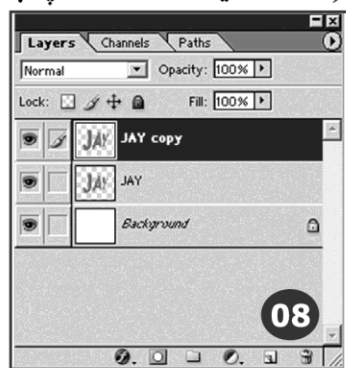 Layers Channels Paths
Normal Opacity: 100%
Lock: Fill: 100%
JAY JAY copy
JAY JAY
Background
08